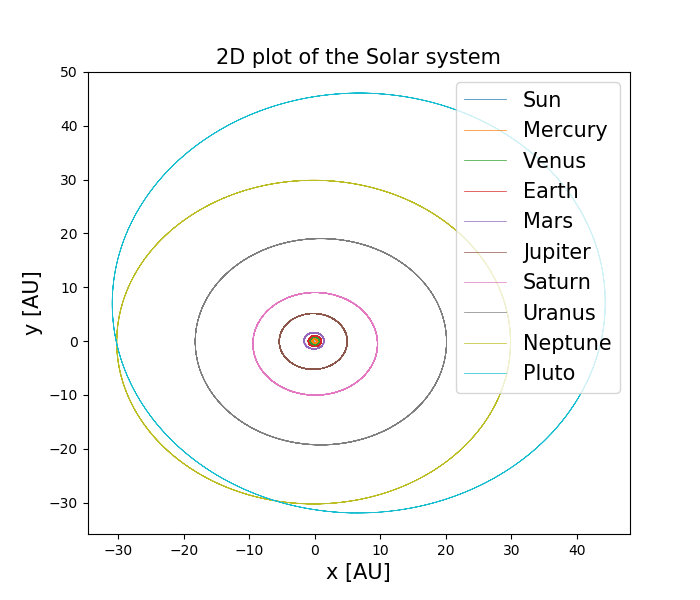 2D plot of the Solar system
50
40
30
20
10
0
−10
−20
−30
y [AU]
−30 −20 −10 0 10 20 30 40
x [AU]
Sun
Mercury
Venus
Earth
Mars
Jupiter
Saturn
Uranus
Neptune
Pluto